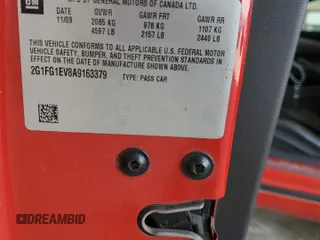 GM
MFD BY GENERAL MOTORS OF CANADA LTD.
DATE GVWR GAWR FRT GAWR RR
11/09 2085 KG 978 KG 1107 KG
4597 LB 2157 LB 2440 LB
THIS VEHICLE CONFORMS TO ALL APPLICABLE U.S. FEDERAL MOTOR
VEHICLE SAFETY, BUMPER, AND THEFT PREVENTION STANDARDS IN
EFFECT ON THE DATE OF MANUFACTURE SHOWN ABOVE.
2G1FG1EV8A9163379 TYPE: PASS CAR
DREAMBID